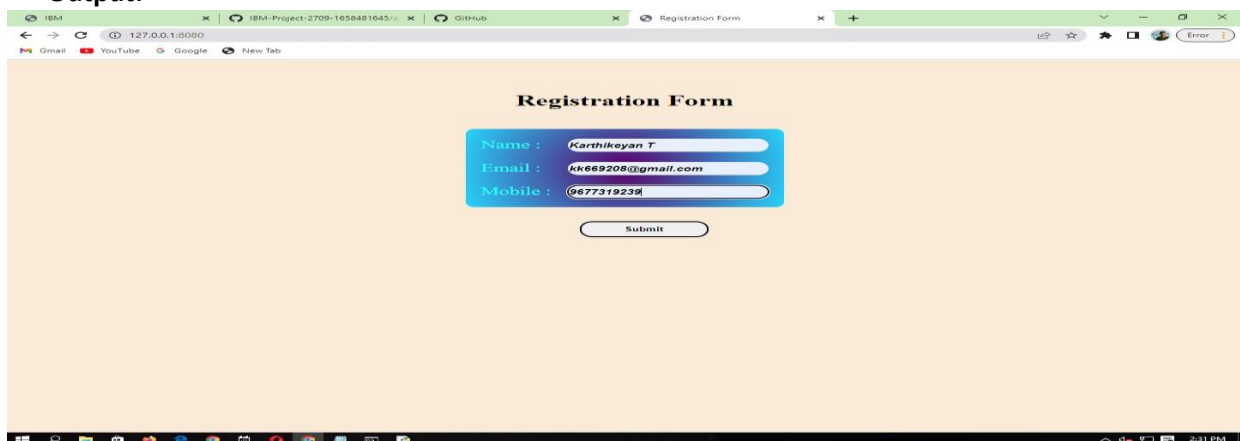 Output:
IBM IBM-Project-2709-1658481645/a GitHub Registration Form
127.0.0.1:8080 Error
Gmail YouTube Google New Tab
Registration Form
Name : Karthikeyan T
Email : kk669208@gmail.com
Mobile : 9677319239
Submit
2:31 PM